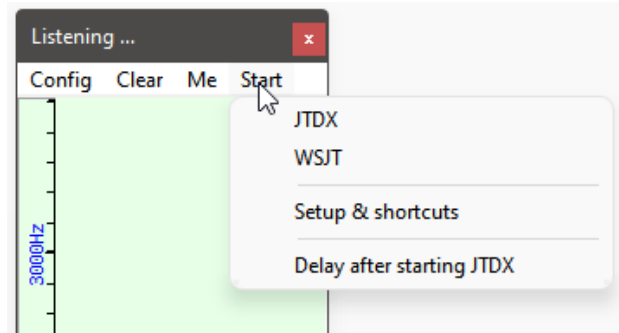 Listening ...
x
Config Clear Me Start
JTDX
WSJT
Setup & shortcuts
Delay after starting JTDX
3000Hz